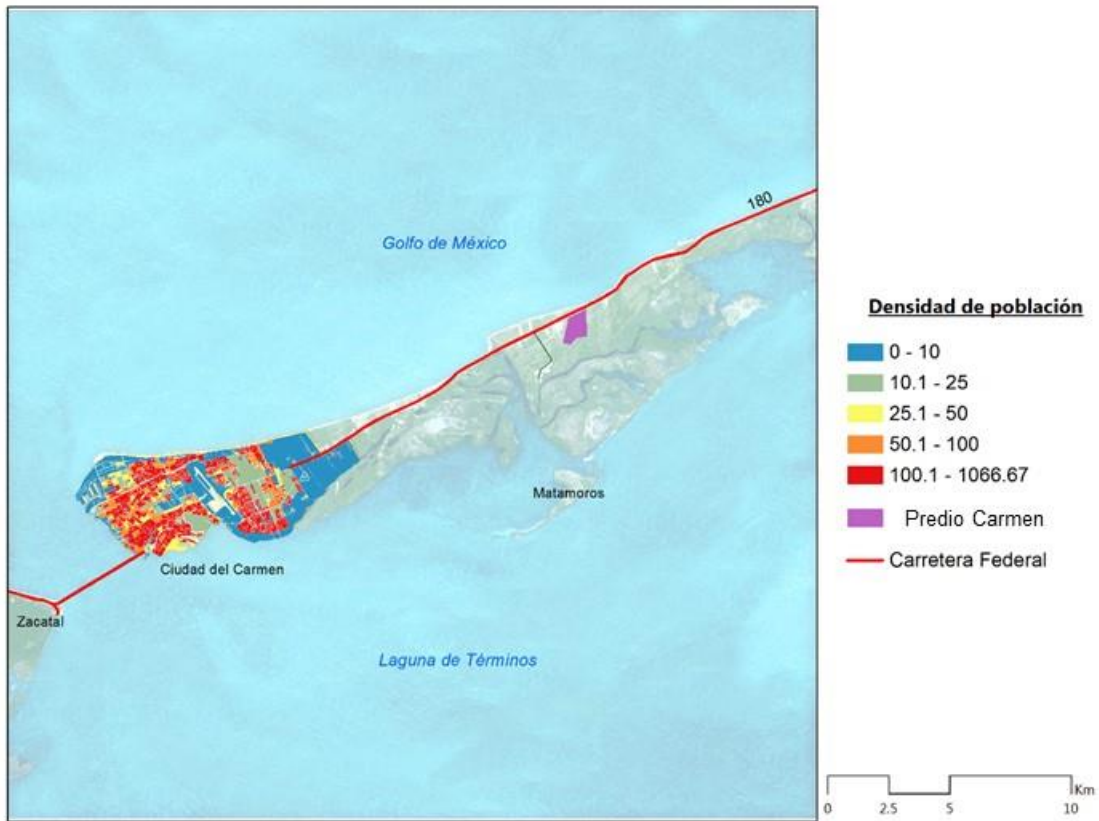 180
Golfo de México
Matamoros
Ciudad del Carmen
Zacatal
Laguna de Términos
Densidad de población
0 - 10
10.1 - 25
25.1 - 50
50.1 - 100
100.1 - 1066.67
Predio Carmen
Carretera Federal
Km
0 2.5 5 10